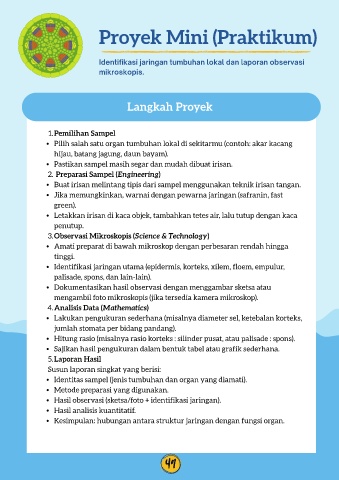 Proyek Mini (Praktikum)
Identifikasi jaringan tumbuhan lokal dan laporan observasi
mikroskopis.
Langkah Proyek
1. Pemilihan Sampel
• Pilih salah satu organ tumbuhan lokal di sekitarmu (contoh: akar kacang
hijau, batang jagung, daun bayam).
• Pastikan sampel masih segar dan mudah dibuat irisan.
2. Preparasi Sampel (Engineering)
• Buat irisan melintang tipis dari sampel menggunakan teknik irisan tangan.
• Jika memungkinkan, warnai dengan pewarna jaringan (safranin, fast
green).
• Letakkan irisan di kaca objek, tambahkan tetes air, lalu tutup dengan kaca
penutup.
3. Observasi Mikroskopis (Science & Technology)
• Amati preparat di bawah mikroskop dengan perbesaran rendah hingga
tinggi.
• Identifikasi jaringan utama (epidermis, korteks, xilem, floem, empulur,
palisade, spons, dan lain-lain).
• Dokumentasikan hasil observasi dengan menggambar sketsa atau
mengambil foto mikroskopis (jika tersedia kamera mikroskop).
4. Analisis Data (Mathematics)
• Lakukan pengukuran sederhana (misalnya diameter sel, ketebalan korteks,
jumlah stomata per bidang pandang).
• Hitung rasio (misalnya rasio korteks : silinder pusat, atau palisade : spons).
• Sajikan hasil pengukuran dalam bentuk tabel atau grafik sederhana.
5. Laporan Hasil
Susun laporan singkat yang berisi:
• Identitas sampel (jenis tumbuhan dan organ yang diamati).
• Metode preparasi yang digunakan.
• Hasil observasi (sketsa/foto + identifikasi jaringan).
• Hasil analisis kuantitatif.
• Kesimpulan: hubungan antara struktur jaringan dengan fungsi organ.
47